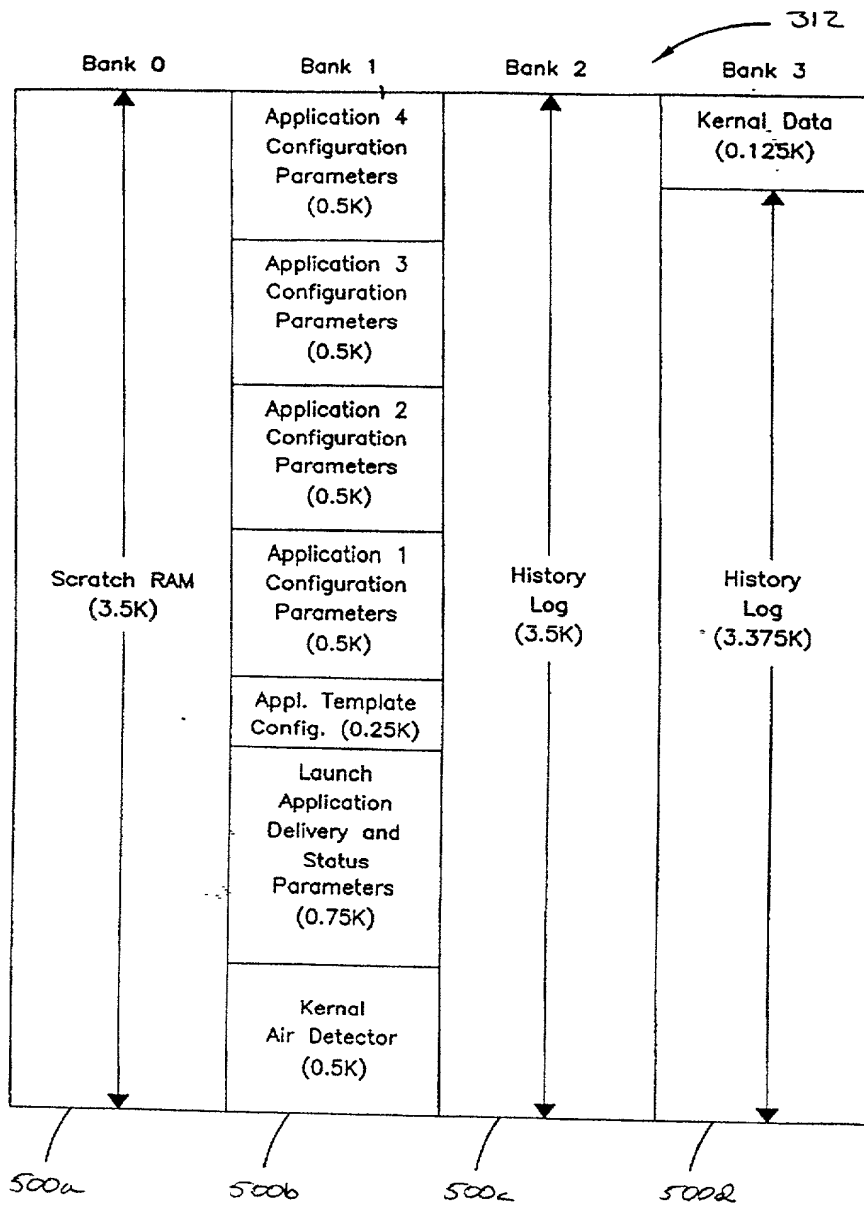 312
Bank 0
Bank 1
Bank 2
Bank 3
Application 4
Configuration
Parameters
(0.5K)
Application 3
Configuration
Parameters
(0.5K)
Application 2
Configuration
Parameters
(0.5K)
Application 1
Configuration
Parameters
(0.5K)
Appl. Template
Config. (0.25K)
Launch
Application
Delivery and
Status
Parameters
(0.75K)
Kernal
Air Detector
(0.5K)
Scratch RAM
(3.5K)
History
Log
(3.5K)
Kernal Data
(0.125K)
History
Log
(3.375K)
500a
500b
500c
500d